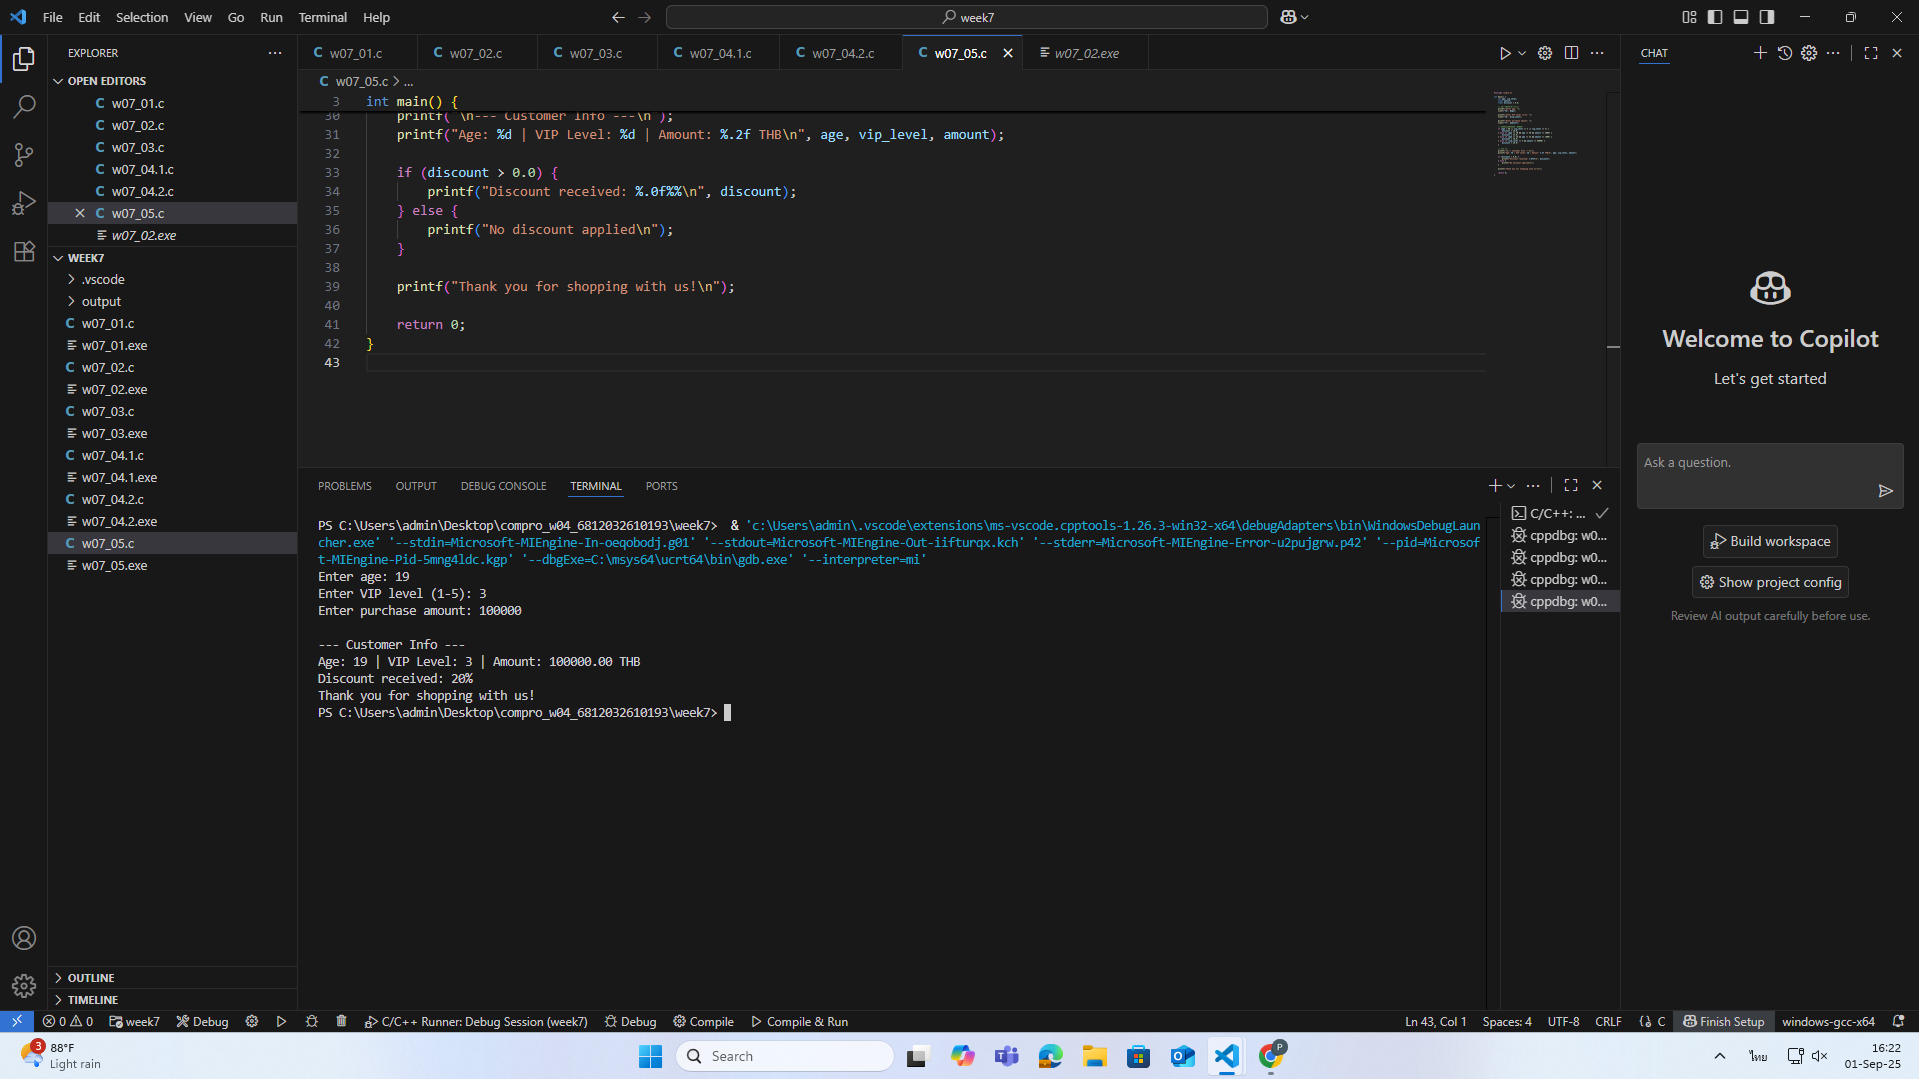 File Edit Selection View Go Run Terminal Help
week7
EXPLORER
OPEN EDITORS
w07_01.c
w07_02.c
w07_03.c
w07_04.1.c
w07_04.2.c
w07_05.c
w07_02.exe
WEEK7
.vscode
output
w07_01.c
w07_01.exe
w07_02.c
w07_02.exe
w07_03.c
w07_03.exe
w07_04.1.c
w07_04.1.exe
w07_04.2.c
w07_04.2.exe
w07_05.c
w07_05.exe
OUTLINE
TIMELINE
w07_01.c w07_02.c w07_03.c w07_04.1.c w07_04.2.c w07_05.c w07_02.exe
w07_05.c > ...
3 int main() {
30 printf("\n--- Customer Info ---\n");
31 printf("Age: %d | VIP Level: %d | Amount: %.2f THB\n", age, vip_level, amount);
32
33 if (discount > 0.0) {
34 printf("Discount received: %.0f%%\n", discount);
35 } else {
36 printf("No discount applied\n");
37 }
38
39 printf("Thank you for shopping with us!\n");
40
41 return 0;
42 }
43
PROBLEMS OUTPUT DEBUG CONSOLE TERMINAL PORTS
PS C:\Users\admin\Desktop\compro_w04_6812032610193\week7> & 'c:\Users\admin\.vscode\extensions\ms-vscode.cpptools-1.26.3-win32-x64\debugAdapters\bin\WindowsDebugLaun
cher.exe' '--stdin=Microsoft-MIEngine-In-oeqobodj.g01' '--stdout=Microsoft-MIEngine-Out-iifturqx.kch' '--stderr=Microsoft-MIEngine-Error-u2pujgrw.p42' '--pid=Microsof
t-MIEngine-Pid-5mng4ldc.kgp' '--dbgExe=C:\msys64\ucrt64\bin\gdb.exe' '--interpreter=mi'
Enter age: 19
Enter VIP level (1-5): 3
Enter purchase amount: 100000
--- Customer Info ---
Age: 19 | VIP Level: 3 | Amount: 100000.00 THB
Discount received: 20%
Thank you for shopping with us!
PS C:\Users\admin\Desktop\compro_w04_6812032610193\week7>
C/C++: ...
cppdbg: w0...
cppdbg: w0...
cppdbg: w0...
cppdbg: w0...
CHAT
Welcome to Copilot
Let's get started
Ask a question.
Build workspace
Show project config
Review AI output carefully before use.
0 0 week7 Debug C/C++ Runner: Debug Session (week7) Debug Compile Compile & Run
Ln 43, Col 1 Spaces: 4 UTF-8 CRLF {} C Finish Setup windows-gcc-x64
3
88°F
Light rain
Search
P
ไทย
16:22
01-Sep-25